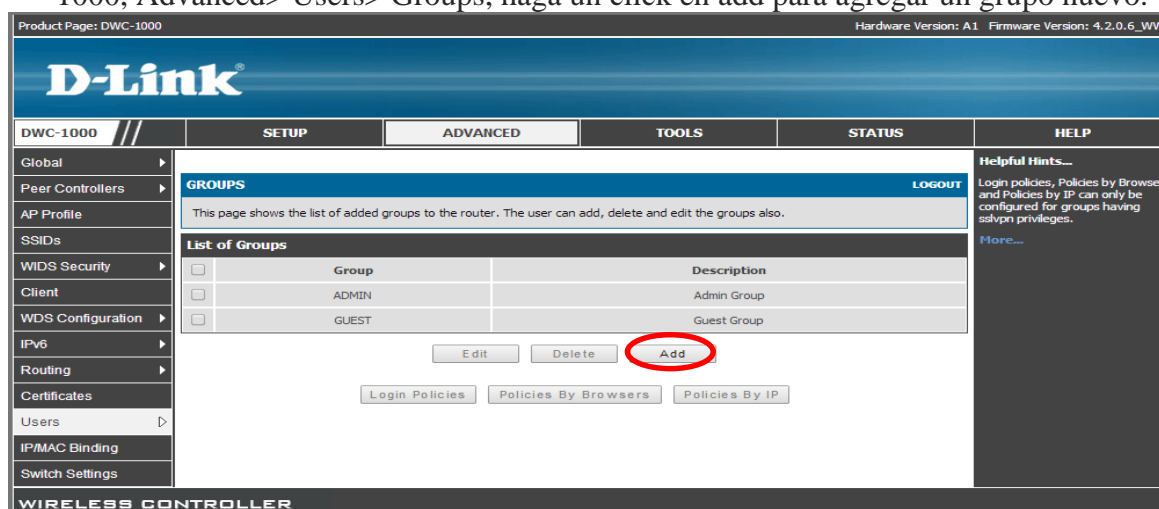 1000, Advanced> Users> Groups, haga un click en add para agregar un grupo nuevo.
Product Page: DWC-1000 Hardware Version: A1 Firmware Version: 4.2.0.6_WW
D-Link®
DWC-1000 SETUP ADVANCED TOOLS STATUS HELP
Global
Peer Controllers
AP Profile
SSIDs
WIDS Security
Client
WDS Configuration
IPv6
Routing
Certificates
Users
IP/MAC Binding
Switch Settings
GROUPS LOGOUT
This page shows the list of added groups to the router. The user can add, delete and edit the groups also.
List of Groups
Group Description
ADMIN Admin Group
GUEST Guest Group
Edit Delete Add
Login Policies Policies By Browsers Policies By IP
Helpful Hints...
Login policies, Policies by Browse
and Policies by IP can only be
configured for groups having
sslvpn privileges.
More...
WIRELESS CONTROLLER